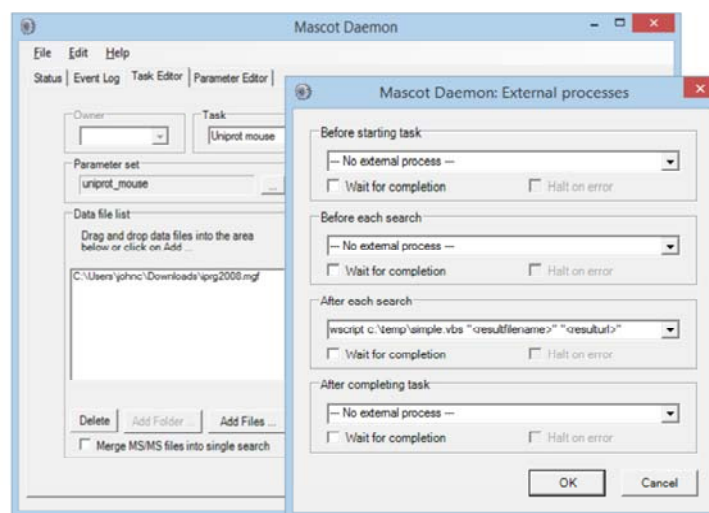 Mascot Daemon
File Edit Help
Status Event Log Task Editor Parameter Editor
Owner
Task
Uniprot mouse
Parameter set
uniprot_mouse
...
Data file list
Drag and drop data files into the area
below or click on Add ...
C:\Users\johnc\Downloads\iprg2008.mgf
Delete Add Folder ... Add Files ...
Merge MS/MS files into single search
Mascot Daemon: External processes
Before starting task
--- No external process ---
Wait for completion Halt on error
Before each search
--- No external process ---
Wait for completion Halt on error
After each search
wscript c:\temp\simple.vbs "<resultfilename>" "<resulturl>"
Wait for completion Halt on error
After completing task
--- No external process ---
Wait for completion Halt on error
OK Cancel